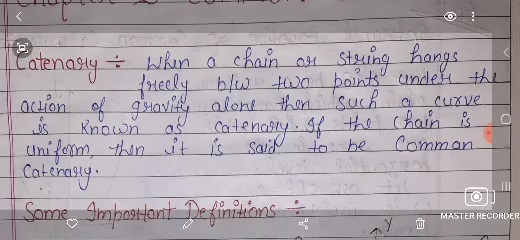 Catenary ÷ When a chain or string hangs
freely b/w two points under the
action of gravity alone then such a curve
is known as catenary. If the chain is
uniform, then it is said to be Comman
Catenary.
Some Important Definitions ÷
Y
MASTER RECORDER